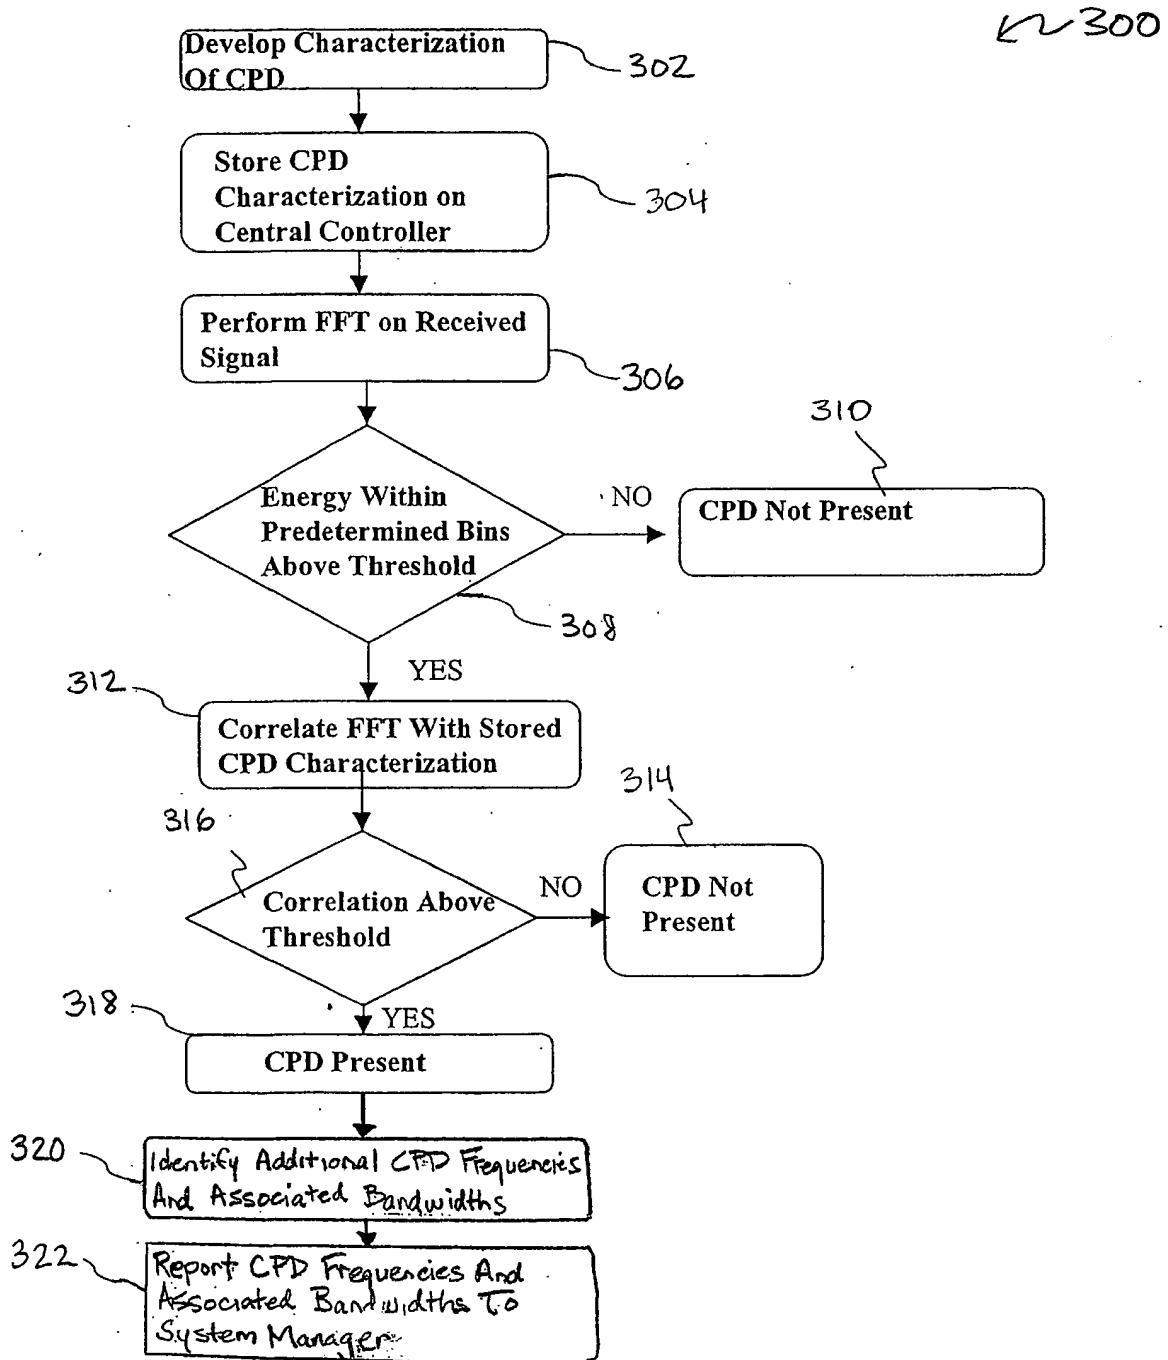 300
Develop Characterization
Of CPD
302
Store CPD
Characterization on
Central Controller
304
Perform FFT on Received
Signal
306
310
Energy Within
Predetermined Bins
Above Threshold
NO
CPD Not Present
308
YES
312
Correlate FFT With Stored
CPD Characterization
314
316
Correlation Above
Threshold
NO
CPD Not
Present
318
YES
CPD Present
320
Identify Additional CPD Frequencies
And Associated Bandwidths
322
Report CPD Frequencies And
Associated Bandwidths To
System Manager